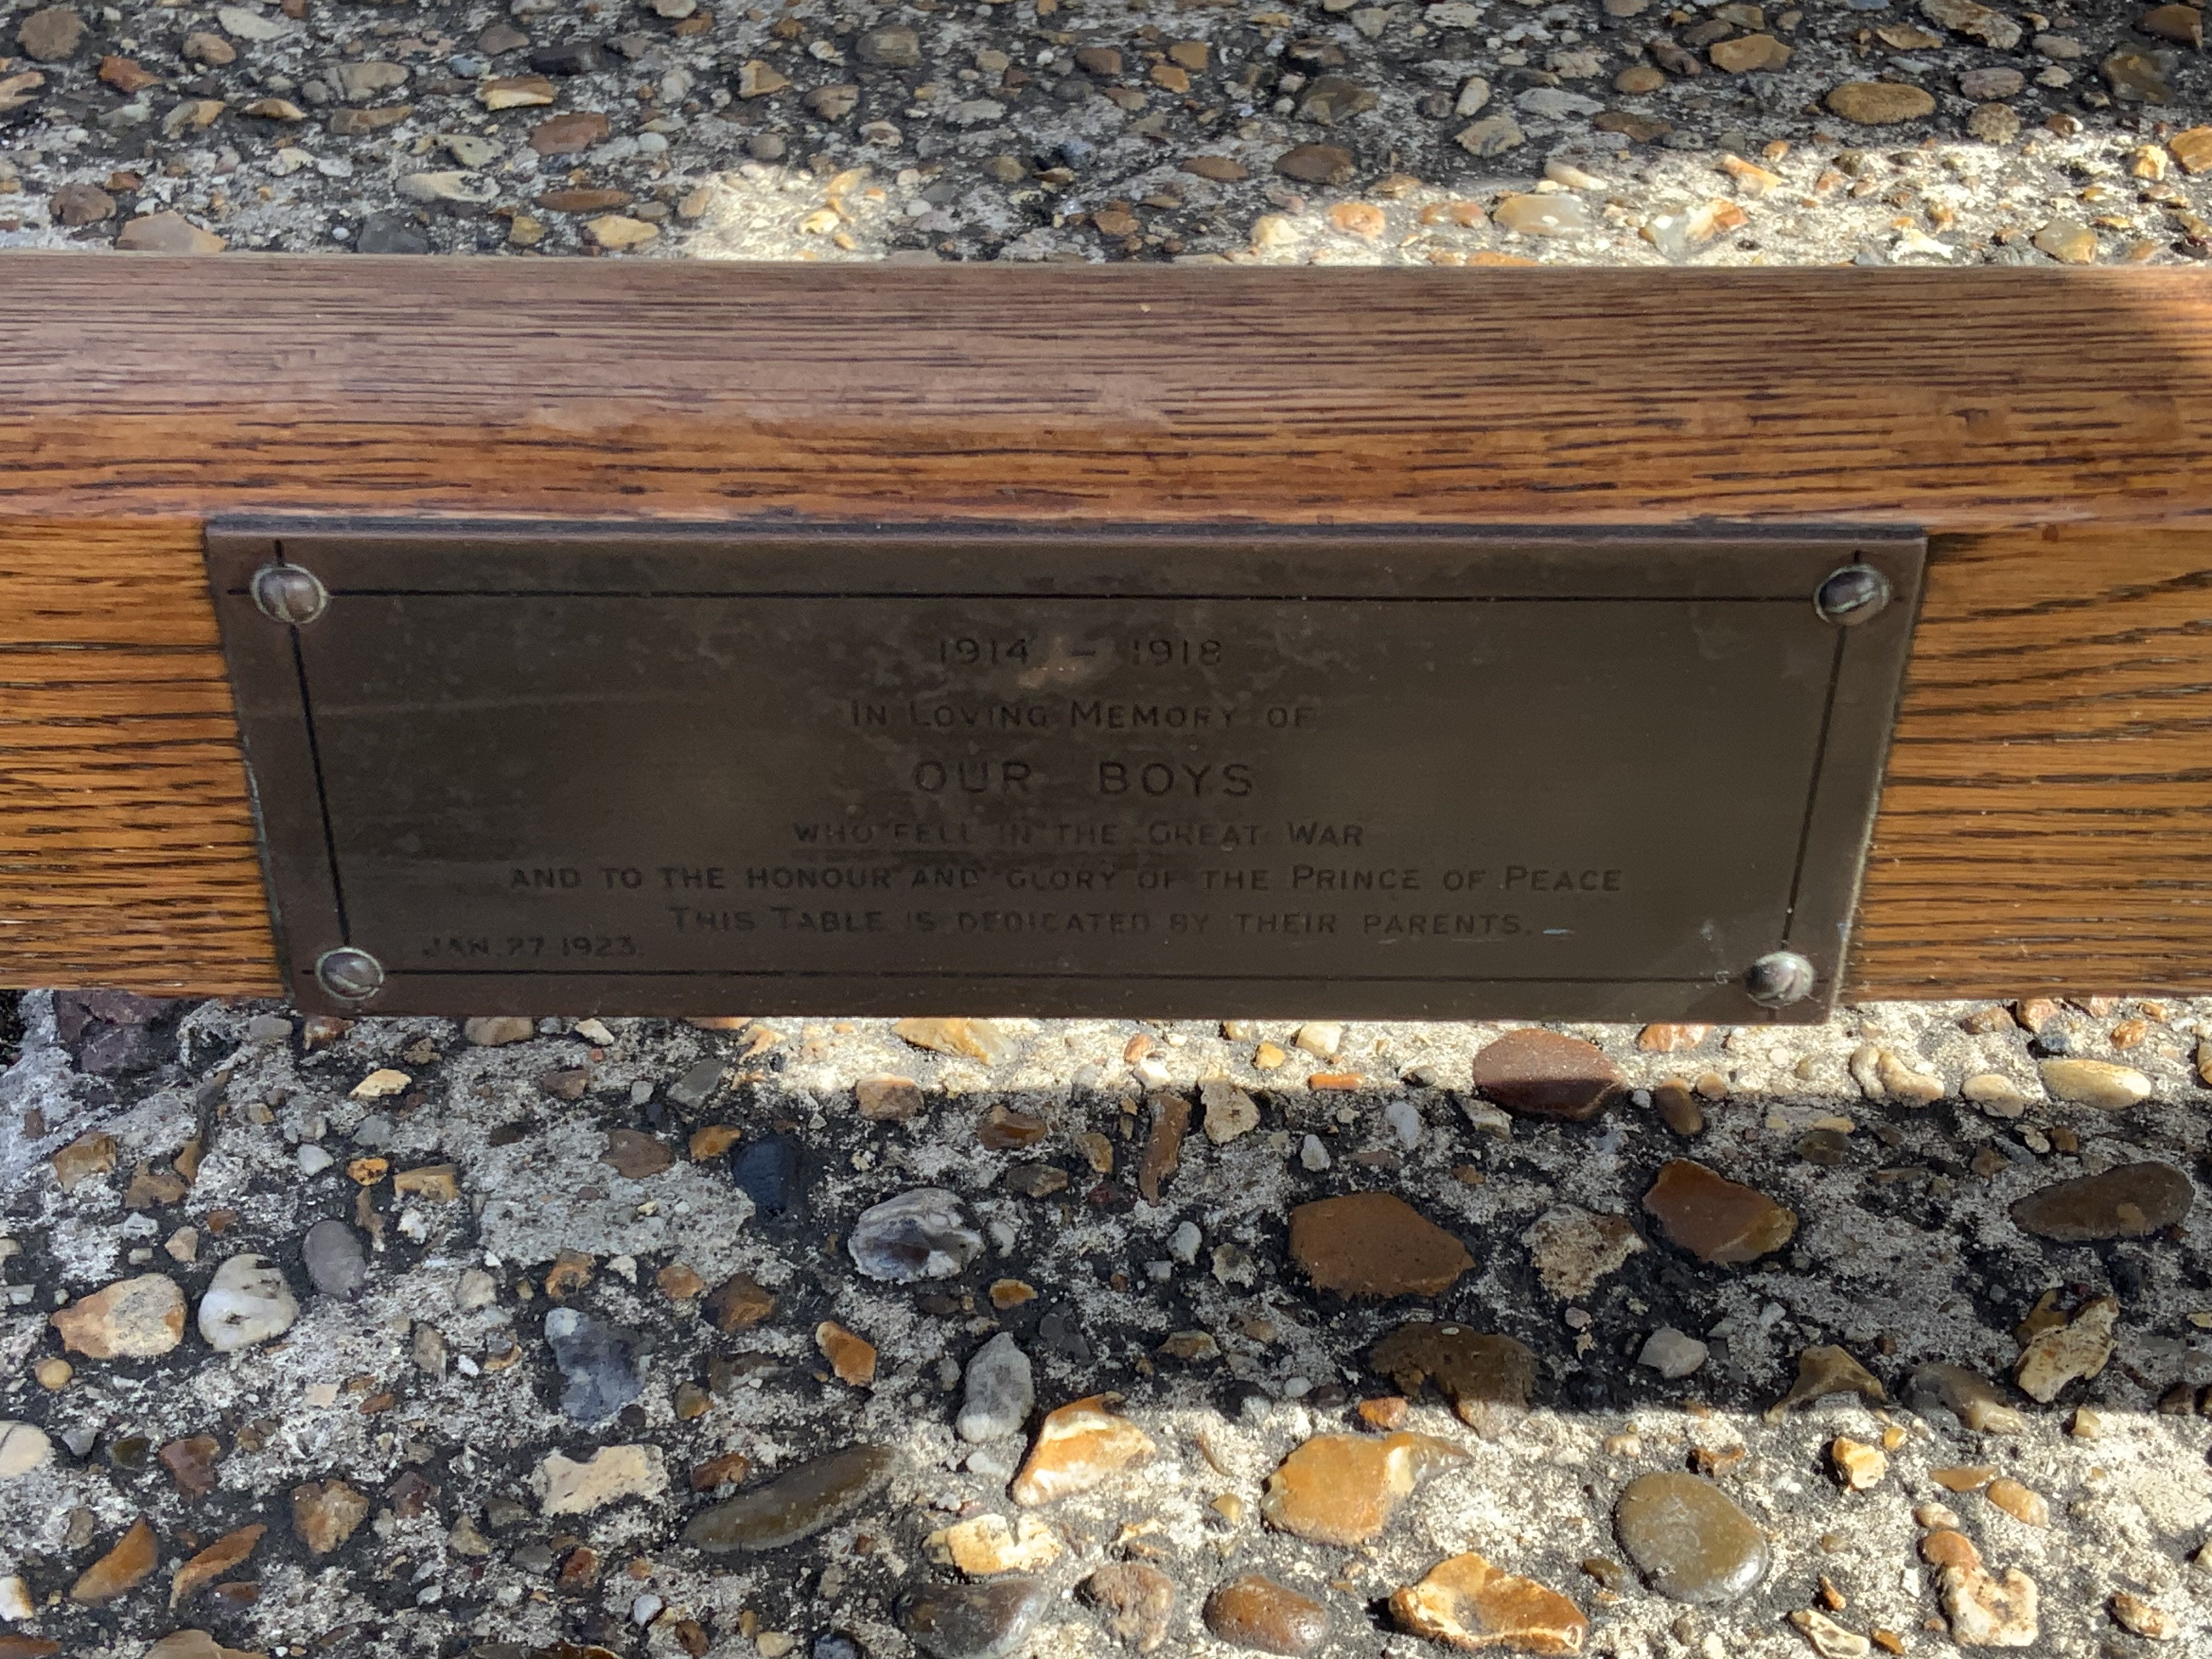 1914 – 1918
In Loving Memory of
OUR BOYS
who fell in the Great War
and to the honour and glory of the Prince of Peace
This Table is dedicated by their parents.
Jan. 27 1923.